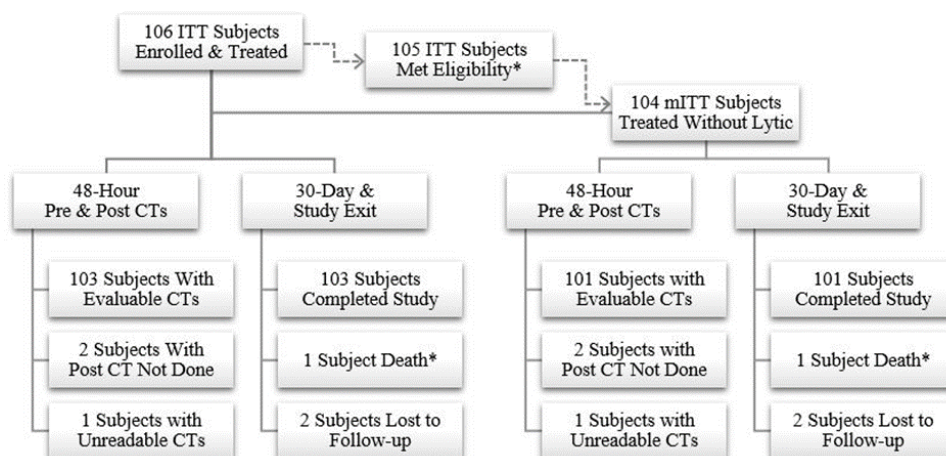 106 ITT Subjects
Enrolled & Treated
105 ITT Subjects
Met Eligibility*
104 mITT Subjects
Treated Without Lytic
48-Hour
Pre & Post CTs
30-Day &
Study Exit
48-Hour
Pre & Post CTs
30-Day &
Study Exit
103 Subjects With
Evaluable CTs
103 Subjects
Completed Study
101 Subjects with
Evaluable CTs
101 Subjects
Completed Study
2 Subjects With
Post CT Not Done
1 Subject Death*
2 Subjects with
Post CT Not Done
1 Subject Death*
1 Subjects with
Unreadable CTs
2 Subjects Lost to
Follow-up
1 Subjects with
Unreadable CTs
2 Subjects Lost to
Follow-up